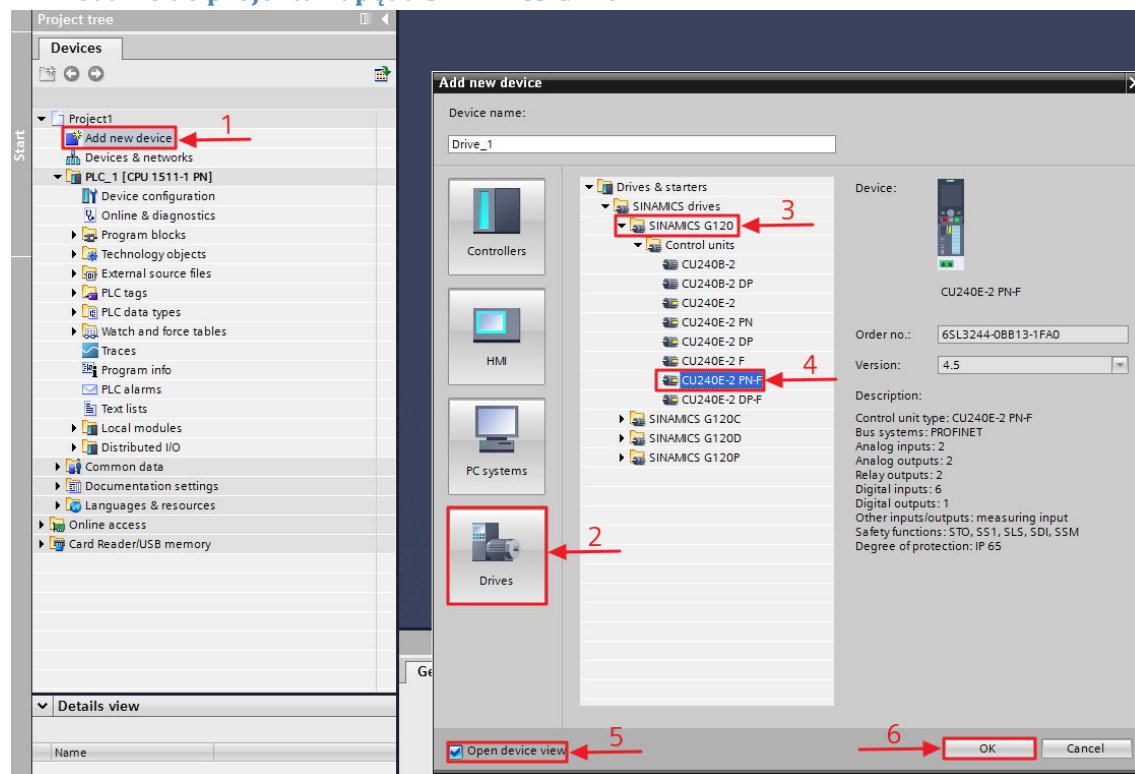 Project tree
Devices
Start
Project1
Add new device
1
Devices & networks
PLC_1 [CPU 1511-1 PN]
Device configuration
Online & diagnostics
Program blocks
Technology objects
External source files
PLC tags
PLC data types
Watch and force tables
Traces
Program info
PLC alarms
Text lists
Local modules
Distributed I/O
Common data
Documentation settings
Languages & resources
Online access
Card Reader/USB memory
Details view
Name
Add new device
Device name:
Drive_1
Controllers
HMI
PC systems
Drives
2
Drives & starters
SINAMICS drives
SINAMICS G120
3
Control units
CU240B-2
CU240B-2 DP
CU240E-2
CU240E-2 PN
CU240E-2 DP
CU240E-2 F
CU240E-2 PN-F
4
CU240E-2 DP-F
SINAMICS G120C
SINAMICS G120D
SINAMICS G120P
Device:
CU240E-2 PN-F
Order no.: 6SL3244-0BB13-1FA0
Version: 4.5
Description:
Control unit type: CU240E-2 PN-F
Bus systems: PROFINET
Analog inputs: 2
Analog outputs: 2
Relay outputs: 2
Digital inputs: 6
Digital outputs: 1
Other inputs/outputs: measuring input
Safety functions: STO, SS1, SLS, SDI, SSM
Degree of protection: IP 65
Open device view
5
6
OK
Cancel